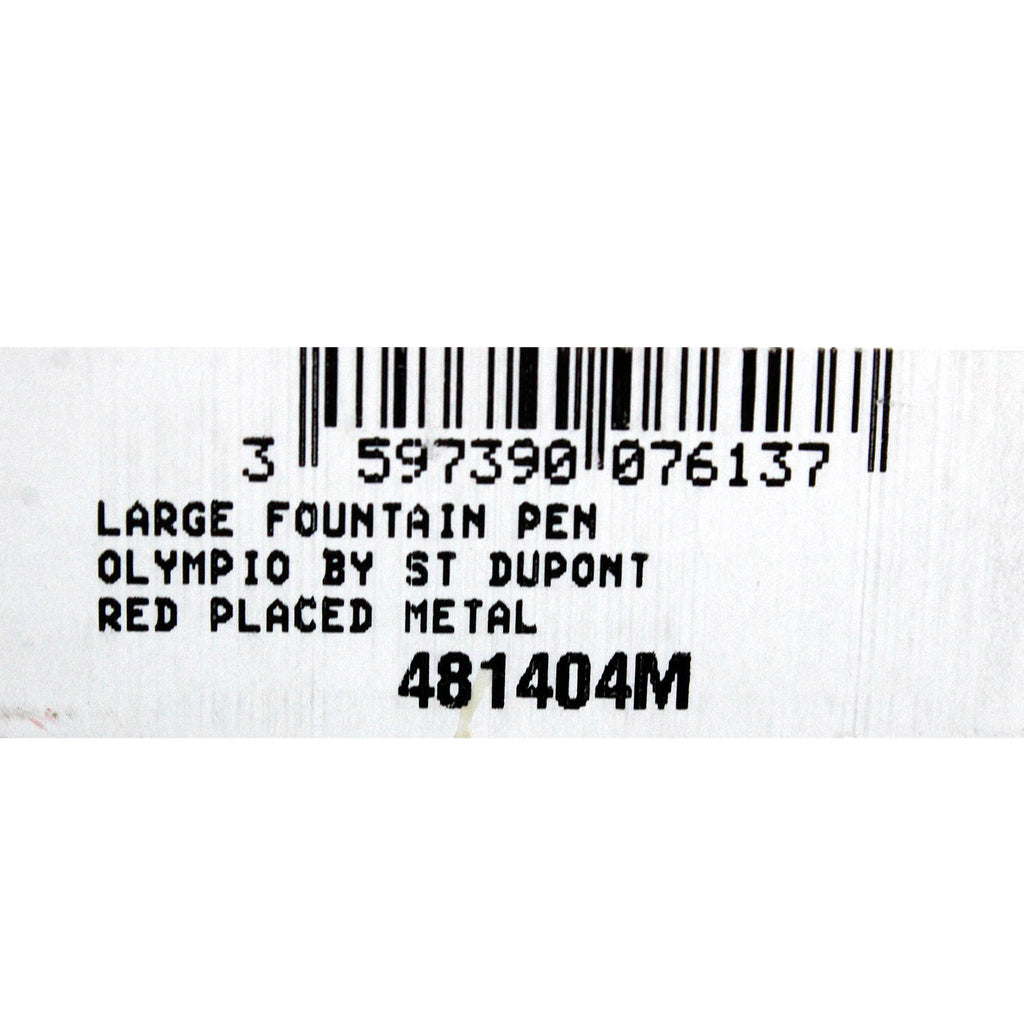 3 597390 076137
LARGE FOUNTAIN PEN
OLYMPIO BY ST DUPONT
RED PLACED METAL
481404M